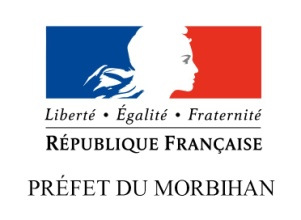 Liberté • Égalité • Fraternité
RÉPUBLIQUE FRANÇAISE
PRÉFET DU MORBIHAN